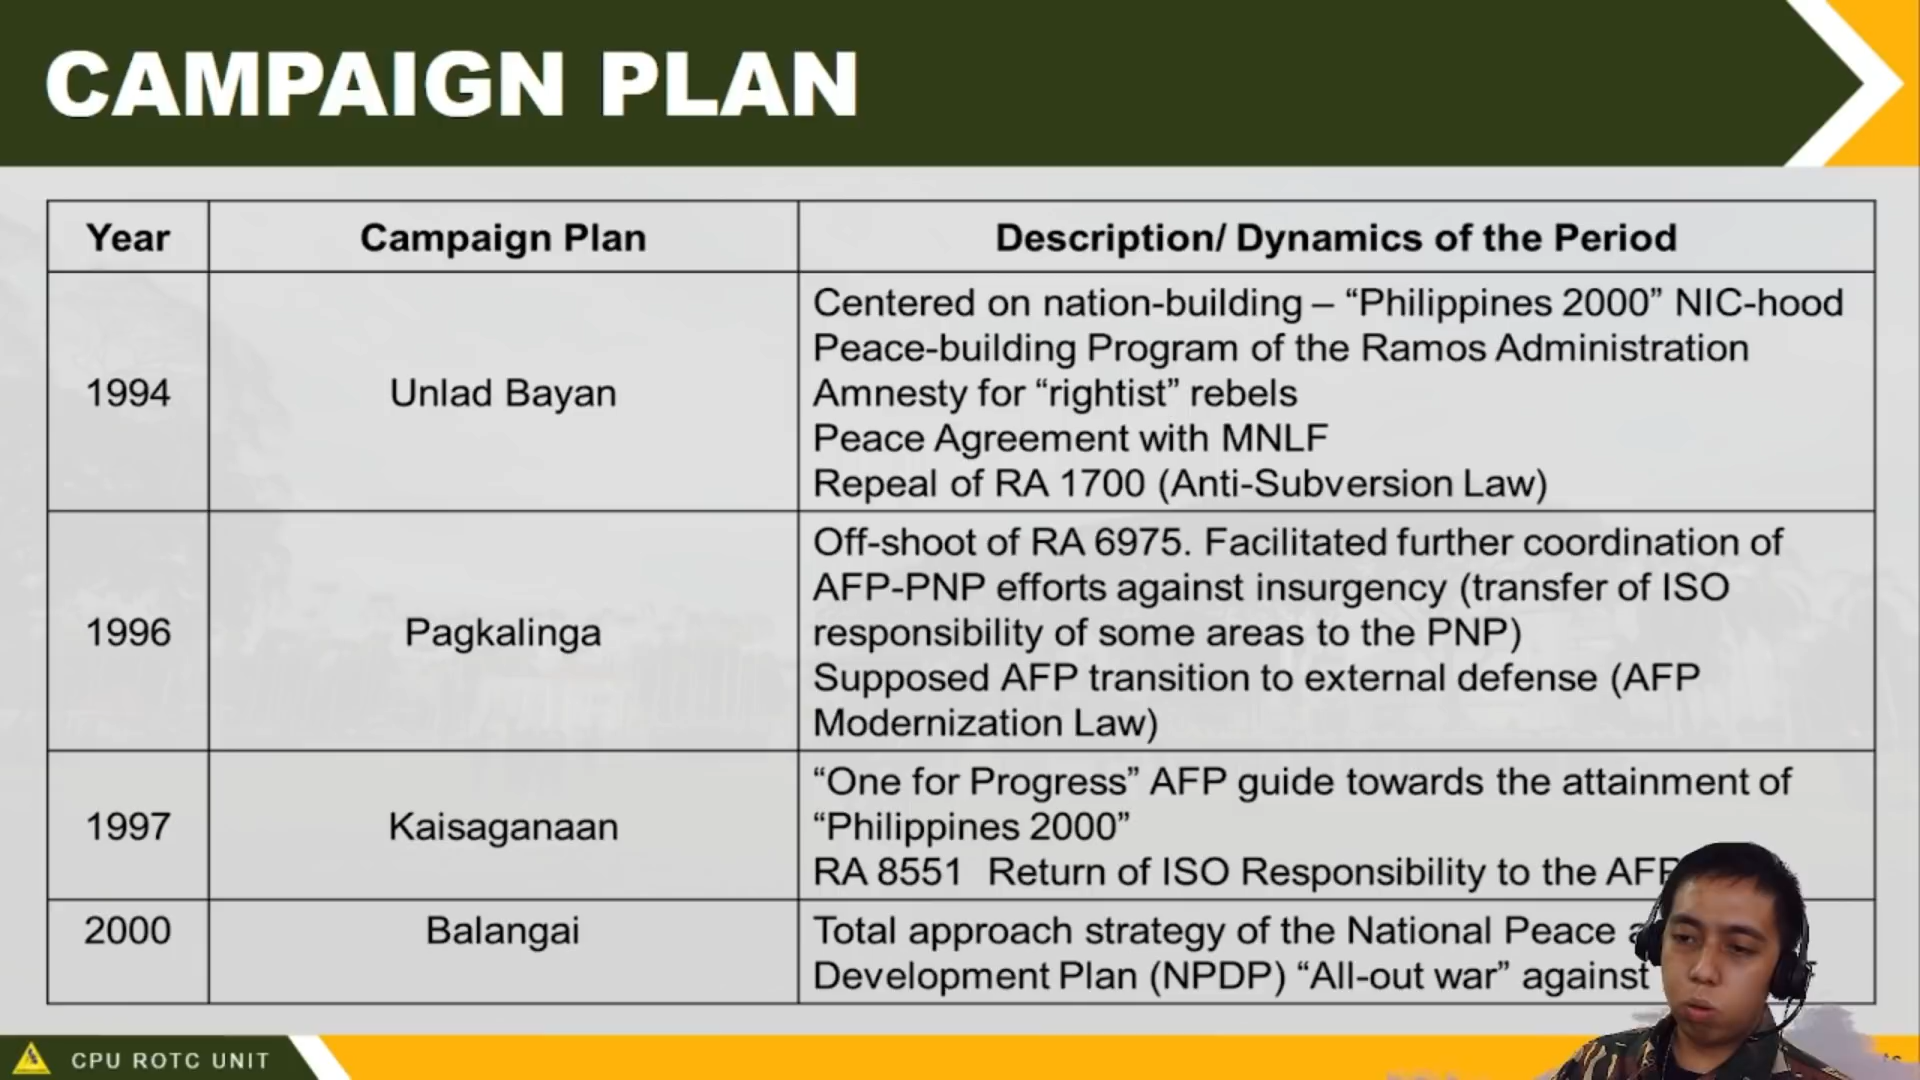 CAMPAIGN PLAN
Year Campaign Plan Description/ Dynamics of the Period
1994 Unlad Bayan
Centered on nation-building – “Philippines 2000” NIC-hood
Peace-building Program of the Ramos Administration
Amnesty for “rightist” rebels
Peace Agreement with MNLF
Repeal of RA 1700 (Anti-Subversion Law)
1996 Pagkalinga
Off-shoot of RA 6975. Facilitated further coordination of
AFP-PNP efforts against insurgency (transfer of ISO
responsibility of some areas to the PNP)
Supposed AFP transition to external defense (AFP
Modernization Law)
1997 Kaisaganaan
“One for Progress” AFP guide towards the attainment of
“Philippines 2000”
RA 8551 Return of ISO Responsibility to the AFP
2000 Balangai
Total approach strategy of the National Peace
Development Plan (NPDP) “All-out war” against
CPU ROTC UNIT